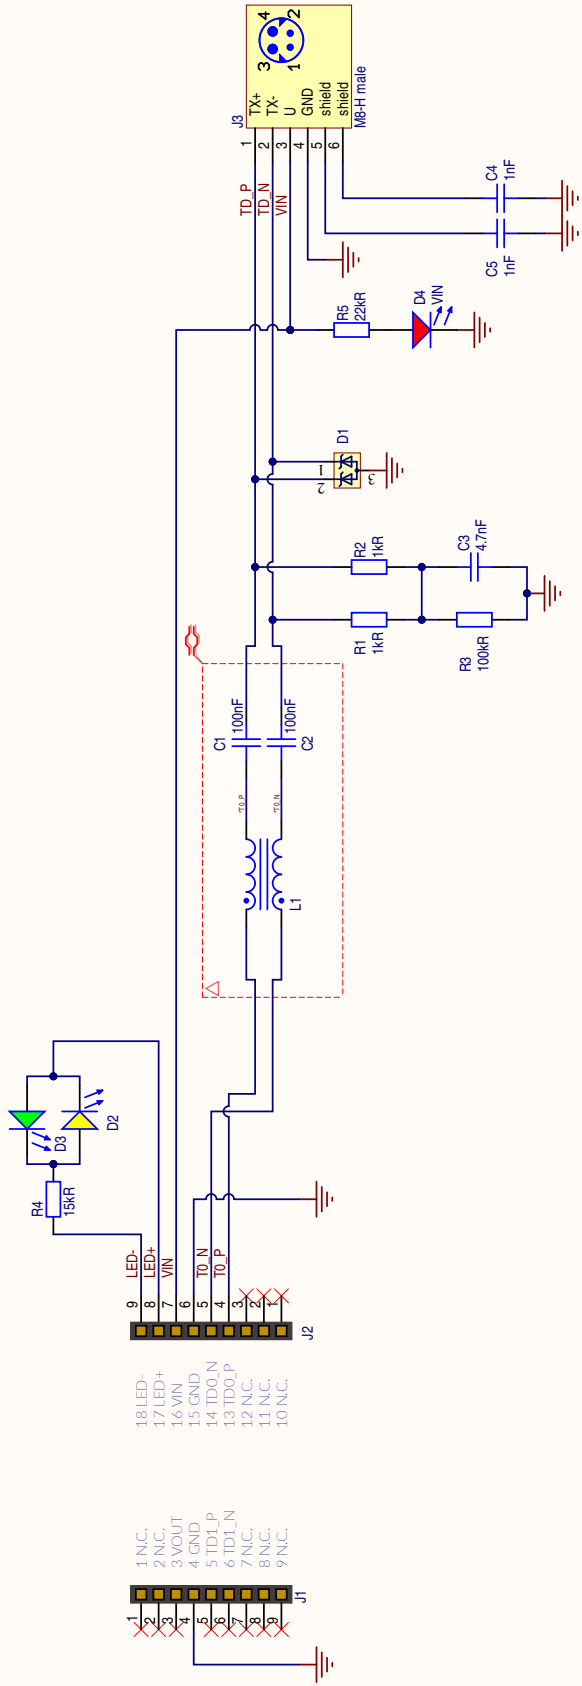 J3
M8-H male
3 4
1 2
TX+
TX-
U
GND
shield
shield
1
2
3
4
5
6
TD_P
TD_N
VIN
C4
1nF
C5
1nF
R5
22kR
D4
VIN
D1
1
2
3
R2
1kR
R1
1kR
C3
4.7nF
R3
100kR
C1
100nF
100nF
C2
T0_P
T0_N
L1
D3
D2
R4
15kR
LED-
LED+
VIN
T0_N
T0_P
9
8
7
6
5
4
3
2
1
J2
18 LED-
17 LED+
16 VIN
15 GND
14 TD0_N
13 TD0_P
12 N.C.
11 N.C.
10 N.C.
1 N.C.
2 N.C.
3 VOUT
4 GND
5 TD1_P
6 TD1_N
7 N.C.
8 N.C.
9 N.C.
J1
1
2
3
4
5
6
7
8
9